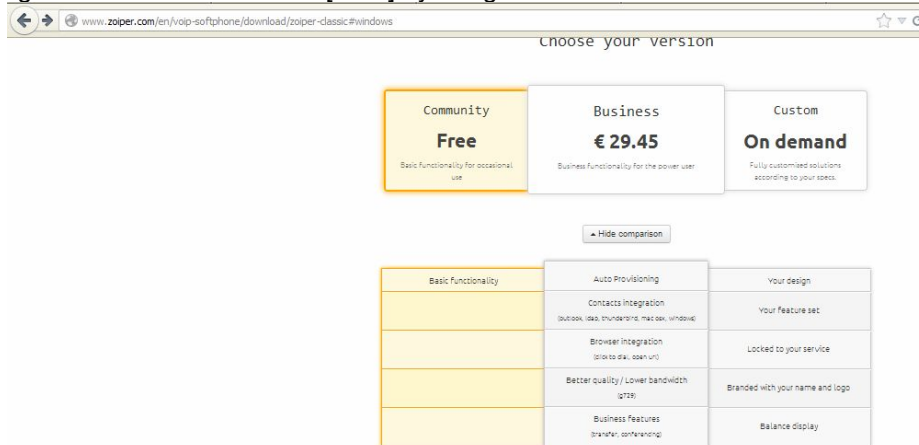 www.zoiper.com/en/voip-softphone/download/zoiper-classic#windows
Choose your version
Community
Free
Basic functionality for occasional
use
Business
€ 29.45
Business functionality for the power user
Custom
On demand
Fully customised solutions
according to your specs.
Hide comparison
Basic functionality
Auto Provisioning
Your design
Contacts integration
(outlook, ldap, thunderbird, mac osx, windows)
Your feature set
Browser integration
(click to dial, open url)
Locked to your service
Better quality / Lower bandwidth
(g729)
Branded with your name and logo
Business features
(transfer, conferencing)
Balance display